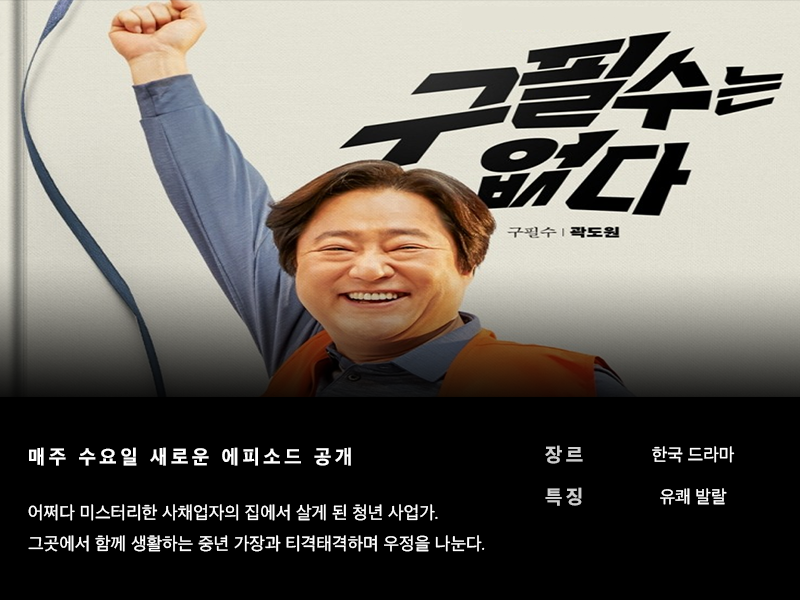 구필수는
없다
구필수 | 곽도원
매주 수요일 새로운 에피소드 공개
어쩌다 미스터리한 사채업자의 집에서 살게 된 청년 사업가.
그곳에서 함께 생활하는 중년 가장과 티격태격하며 우정을 나눈다.
장르 한국 드라마
특징 유쾌 발랄